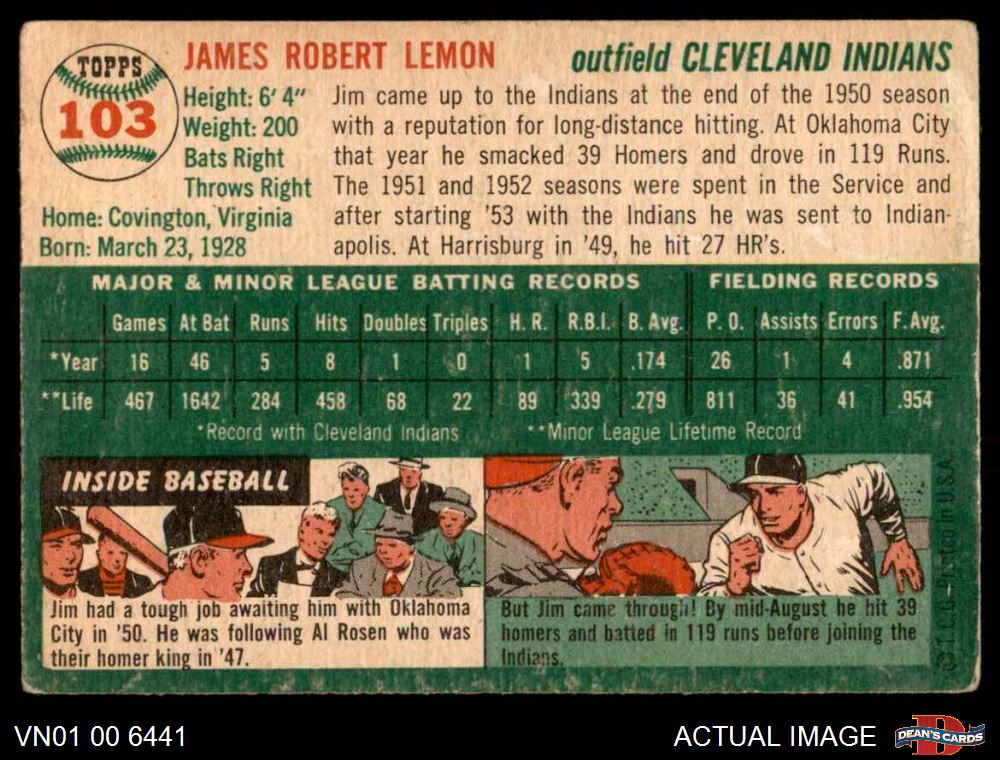 TOPPS
103
JAMES ROBERT LEMON
outfield CLEVELAND INDIANS
Height: 6' 4"
Weight: 200
Bats Right
Throws Right
Home: Covington, Virginia
Born: March 23, 1928
Jim came up to the Indians at the end of the 1950 season
with a reputation for long-distance hitting. At Oklahoma City
that year he smacked 39 Homers and drove in 119 Runs.
The 1951 and 1952 seasons were spent in the Service and
after starting '53 with the Indians he was sent to Indian-
apolis. At Harrisburg in '49, he hit 27 HR's.
MAJOR & MINOR LEAGUE BATTING RECORDS FIELDING RECORDS
Games At Bat Runs Hits Doubles Triples H. R. R.B.I. B. Avg. P. O. Assists Errors F. Avg.
*Year 16 46 5 8 1 0 1 5 .174 26 1 4 .871
**Life 467 1642 284 458 68 22 89 339 .279 811 36 41 .954
*Record with Cleveland Indians **Minor League Lifetime Record
INSIDE BASEBALL
Jim had a tough job awaiting him with Oklahoma
City in '50. He was following Al Rosen who was
their homer king in '47.
But Jim came through! By mid-August he hit 39
homers and batted in 119 runs before joining the
Indians.
©T.C.G.-Printed in U.S.A.
VN01 00 6441
ACTUAL IMAGE
DEAN'S CARDS